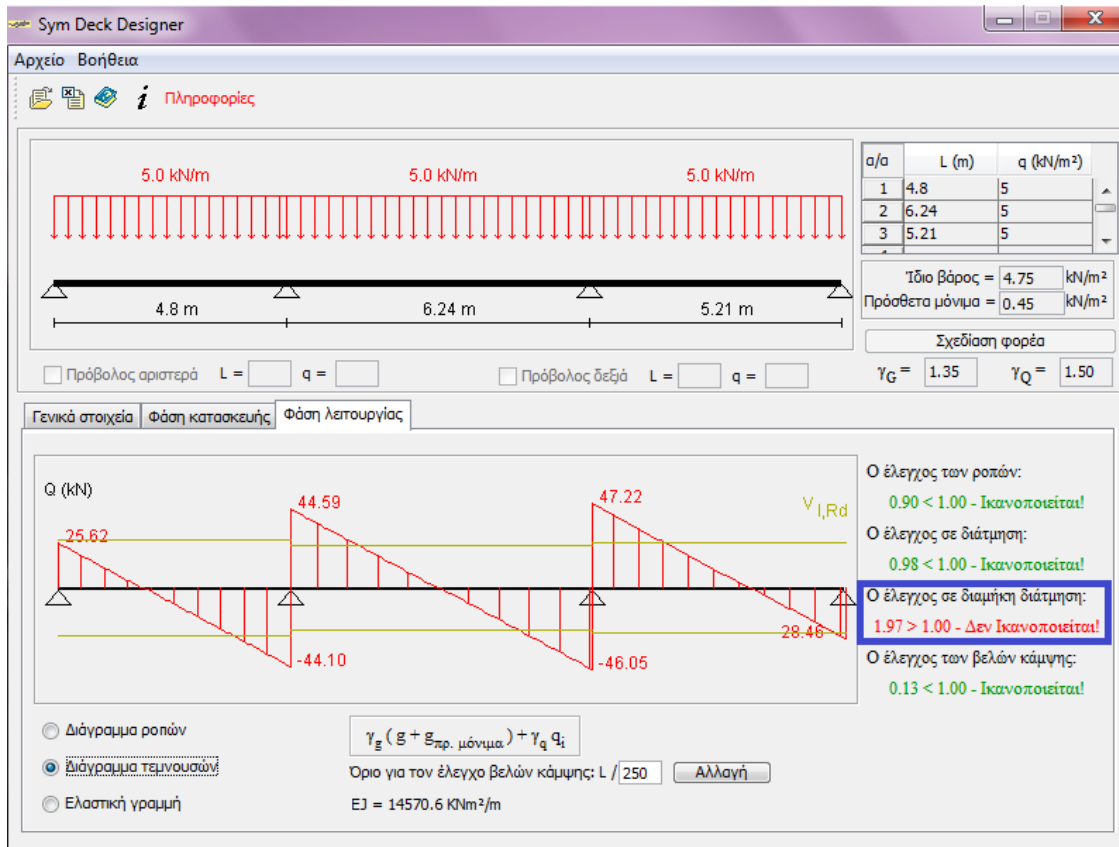 Sym Deck Designer
Αρχείο Βοήθεια
i Πληροφορίες
5.0 kN/m 5.0 kN/m 5.0 kN/m
4.8 m 6.24 m 5.21 m
α/α L (m) q (kN/m²)
1 4.8 5
2 6.24 5
3 5.21 5
Ίδιο βάρος = 4.75 kN/m²
Πρόσθετα μόνιμα = 0.45 kN/m²
Σχεδίαση φορέα
Πρόβολος αριστερά L = q = Πρόβολος δεξιά L = q = γG = 1.35 γQ = 1.50
Γενικά στοιχεία Φάση κατασκευής Φάση λειτουργίας
Q (kN)
25.62
44.59
47.22
V l,Rd
-44.10
-46.05
28.46
Ο έλεγχος των ροπών:
0.90 < 1.00 - Ικανοποιείται!
Ο έλεγχος σε διάτμηση:
0.98 < 1.00 - Ικανοποιείται!
Ο έλεγχος σε διαμήκη διάτμηση:
1.97 > 1.00 - Δεν Ικανοποιείται!
Ο έλεγχος των βελών κάμψης:
0.13 < 1.00 - Ικανοποιείται!
Διάγραμμα ροπών
Διάγραμμα τεμνουσών
Ελαστική γραμμή
γg ( g + gπρ. μόνιμα ) + γq qi
Όριο για τον έλεγχο βελών κάμψης: L / 250 Αλλαγή
EJ = 14570.6 KNm²/m